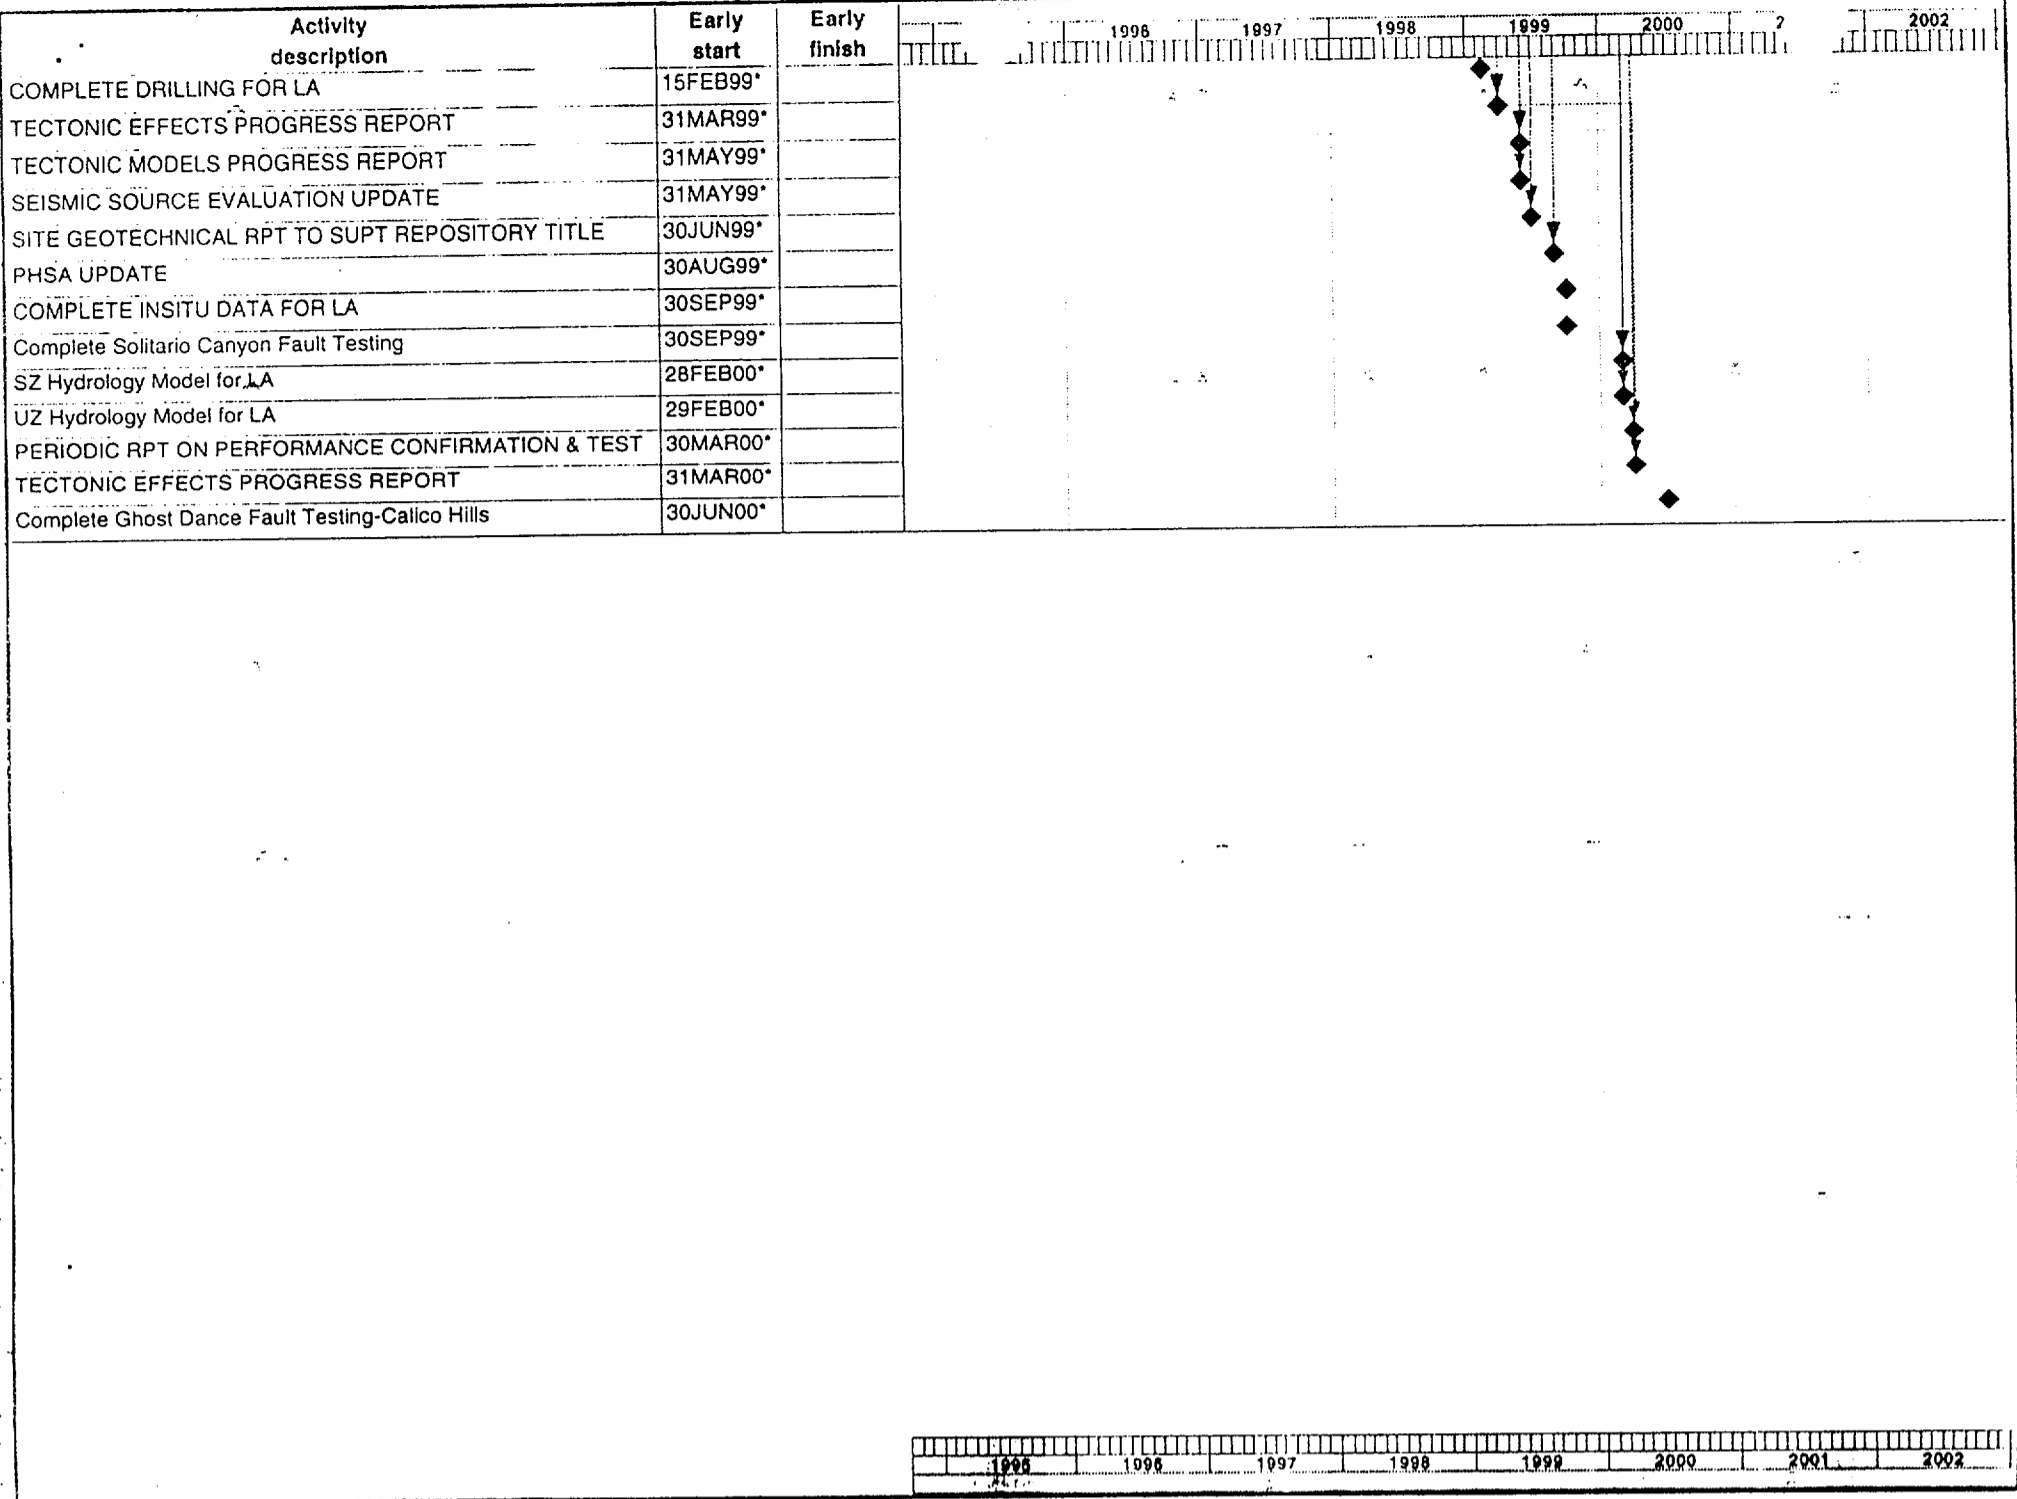 Activity description Early start Early finish
1996 1997 1998 1999 2000 2002
COMPLETE DRILLING FOR LA 15FEB99*
TECTONIC EFFECTS PROGRESS REPORT 31MAR99*
TECTONIC MODELS PROGRESS REPORT 31MAY99*
SEISMIC SOURCE EVALUATION UPDATE 31MAY99*
SITE GEOTECHNICAL RPT TO SUPT REPOSITORY TITLE 30JUN99*
PHSA UPDATE 30AUG99*
COMPLETE INSITU DATA FOR LA 30SEP99*
Complete Solitario Canyon Fault Testing 30SEP99*
SZ Hydrology Model for LA 28FEB00*
UZ Hydrology Model for LA 29FEB00*
PERIODIC RPT ON PERFORMANCE CONFIRMATION & TEST 30MAR00*
TECTONIC EFFECTS PROGRESS REPORT 31MAR00*
Complete Ghost Dance Fault Testing-Calico Hills 30JUN00*
1995 1996 1997 1998 1999 2000 2001 2002